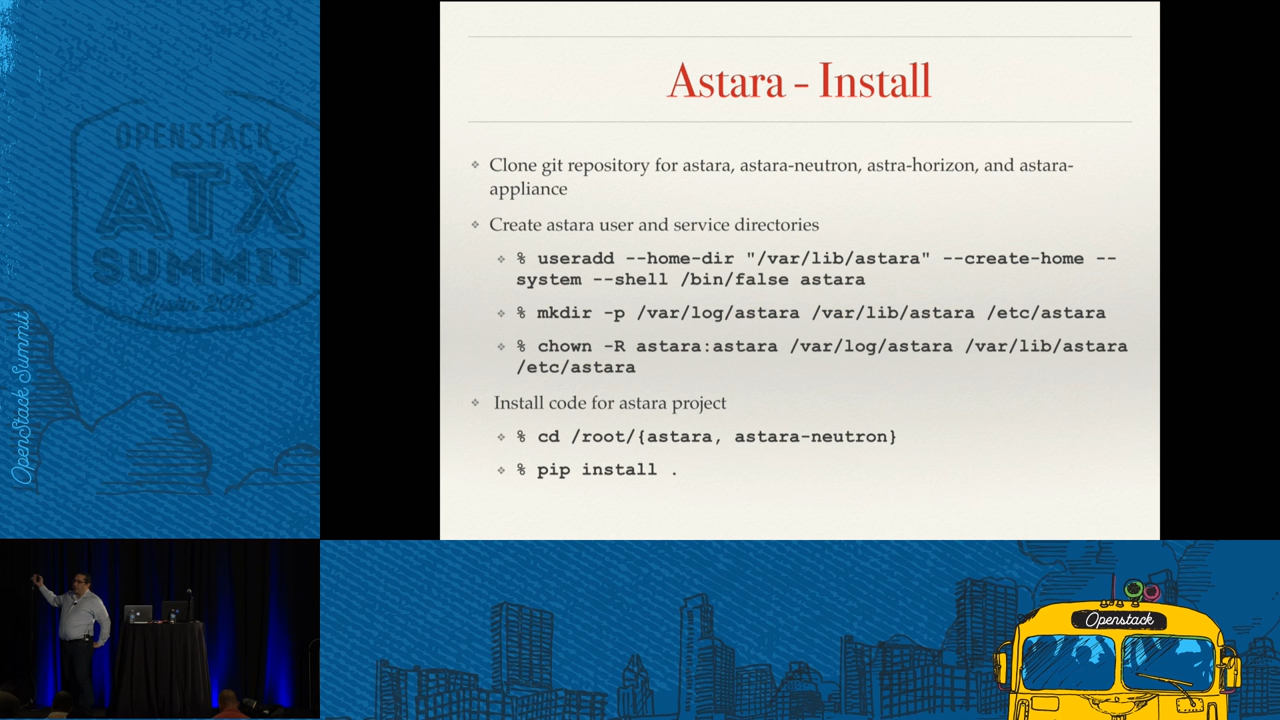 OPENSTACK
ATX
SUMMIT
Austin 2016
OpenStack Summit
Astara - Install
Clone git repository for astara, astara-neutron, astra-horizon, and astara-
appliance
Create astara user and service directories
% useradd --home-dir "/var/lib/astara" --create-home --
system --shell /bin/false astara
% mkdir -p /var/log/astara /var/lib/astara /etc/astara
% chown -R astara:astara /var/log/astara /var/lib/astara
/etc/astara
Install code for astara project
% cd /root/{astara, astara-neutron}
% pip install .
Openstack